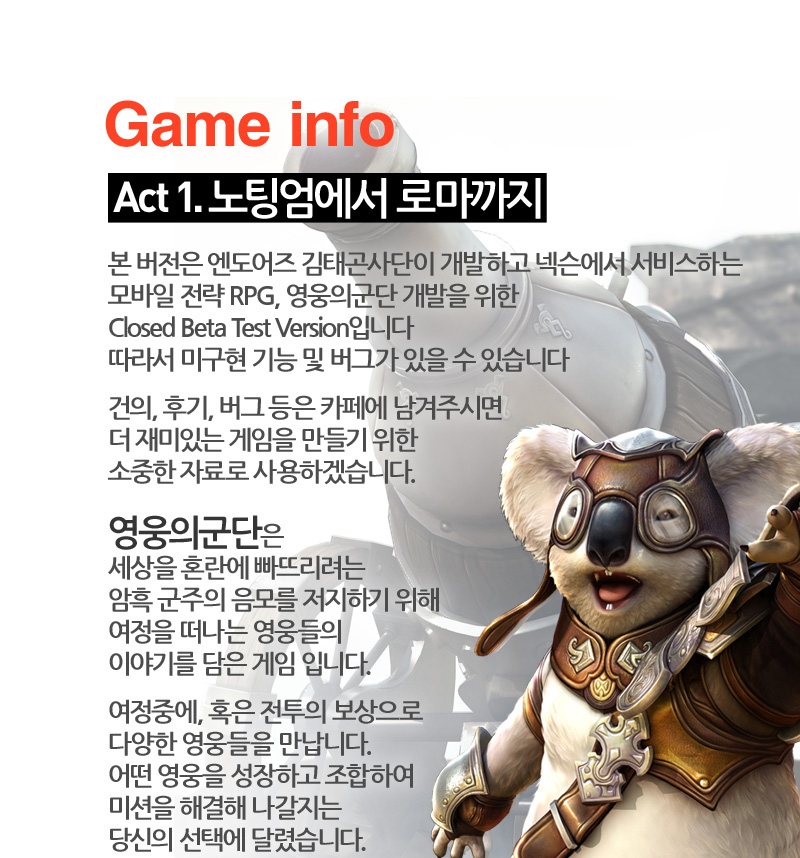 Game info
Act 1. 노팅엄에서 로마까지
본 버전은 엔도어즈 김태곤사단이 개발하고 넥슨에서 서비스하는
모바일 전략 RPG, 영웅의군단 개발을 위한
Closed Beta Test Version입니다
따라서 미구현 기능 및 버그가 있을 수 있습니다
건의, 후기, 버그 등은 카페에 남겨주시면
더 재미있는 게임을 만들기 위한
소중한 자료로 사용하겠습니다.
영웅의군단은
세상을 혼란에 빠뜨리려는
암흑 군주의 음모를 저지하기 위해
여정을 떠나는 영웅들의
이야기를 담은 게임 입니다.
여정중에, 혹은 전투의 보상으로
다양한 영웅들을 만납니다.
어떤 영웅을 성장하고 조합하여
미션을 해결해 나갈지는
당신의 선택에 달렸습니다.